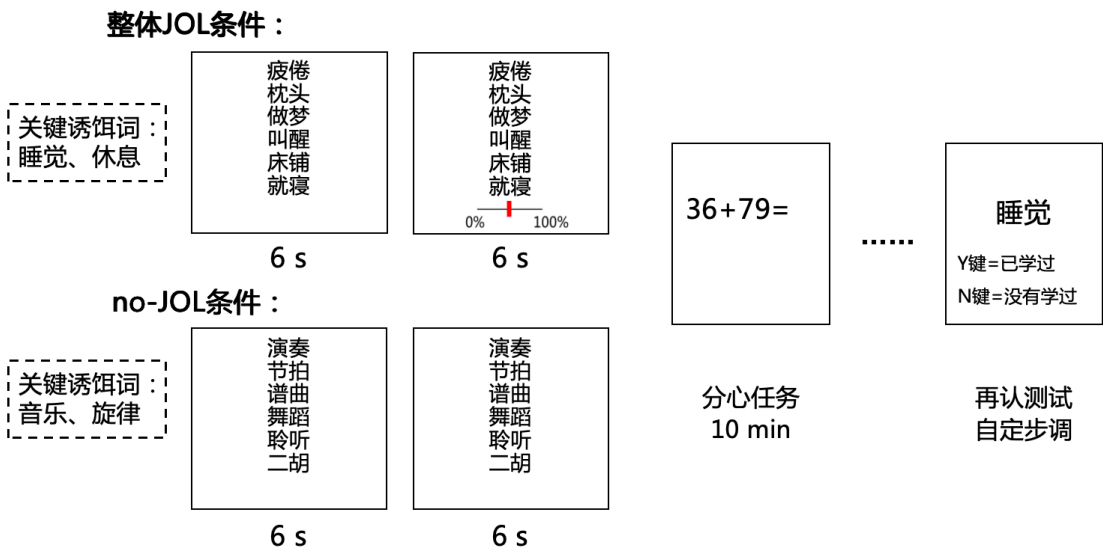 整体JOL条件：
关键诱饵词：
睡觉、休息
疲倦
枕头
做梦
叫醒
床铺
就寝
6 s
疲倦
枕头
做梦
叫醒
床铺
就寝
0% 100%
6 s
no-JOL条件：
关键诱饵词：
音乐、旋律
演奏
节拍
谱曲
舞蹈
聆听
二胡
6 s
演奏
节拍
谱曲
舞蹈
聆听
二胡
6 s
36+79=
分心任务
10 min
......
睡觉
Y键=已学过
N键=没有学过
再认测试
自定步调